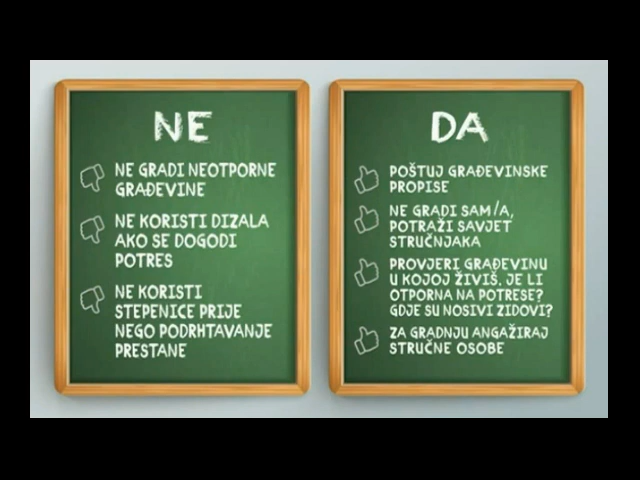 NE
NE GRADI NEOTPORNE
GRAĐEVINE
NE KORISTI DIZALA
AKO SE DOGODI
POTRES
NE KORISTI
STEPENICE PRIJE
NEGO PODRHTAVANJE
PRESTANE
DA
POŠTUJ GRAĐEVINSKE
PROPISE
NE GRADI SAM/A,
POTRAŽI SAVJET
STRUČNJAKA
PROVJERI GRAĐEVINU
U KOJOJ ŽIVIŠ. JE LI
OTPORNA NA POTRESE?
GDJE SU NOSIVI ZIDOVI?
ZA GRADNJU ANGAŽIRAJ
STRUČNE OSOBE